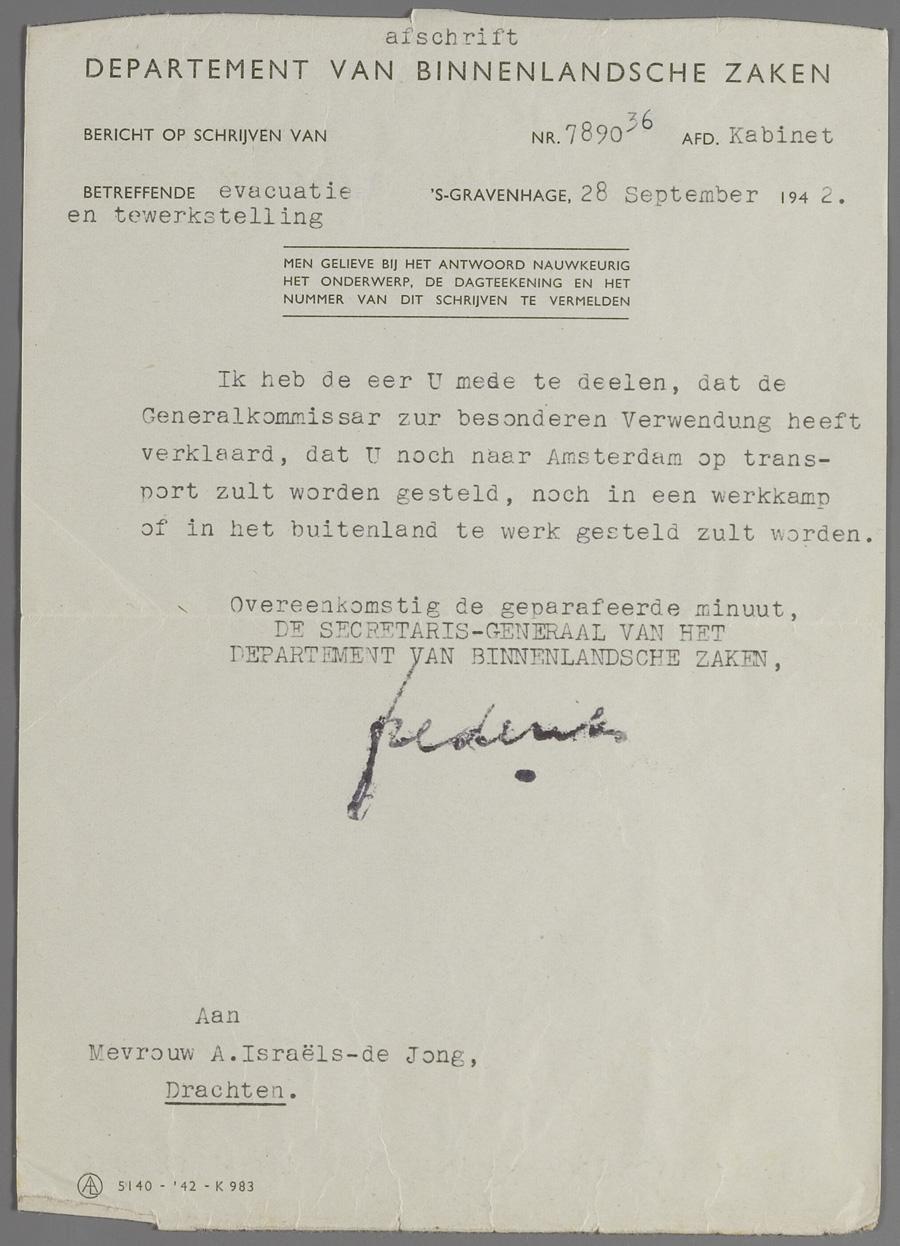 afschrift
DEPARTEMENT VAN BINNENLANDSCHE ZAKEN
BERICHT OP SCHRIJVEN VAN NR. 7890 36 AFD. Kabinet
BETREFFENDE evacuatie 'S-GRAVENHAGE, 28 September 194 2.
en tewerkstelling
MEN GELIEVE BIJ HET ANTWOORD NAUWKEURIG
HET ONDERWERP, DE DAGTEEKENING EN HET
NUMMER VAN DIT SCHRIJVEN TE VERMELDEN
Ik heb de eer U mede te deelen, dat de
Generalkommissar zur besonderen Verwendung heeft
verklaard, dat U noch naar Amsterdam op trans-
port zult worden gesteld, noch in een werkkamp
of in het buitenland te werk gesteld zult worden.
Overeenkomstig de geparafeerde minuut,
DE SECRETARIS-GENERAAL VAN HET
DEPARTEMENT VAN BINNENLANDSCHE ZAKEN,
Frederiks
Aan
Mevrouw A.Israëls-de Jong,
Drachten.
AL 5140 - '42 - K 983